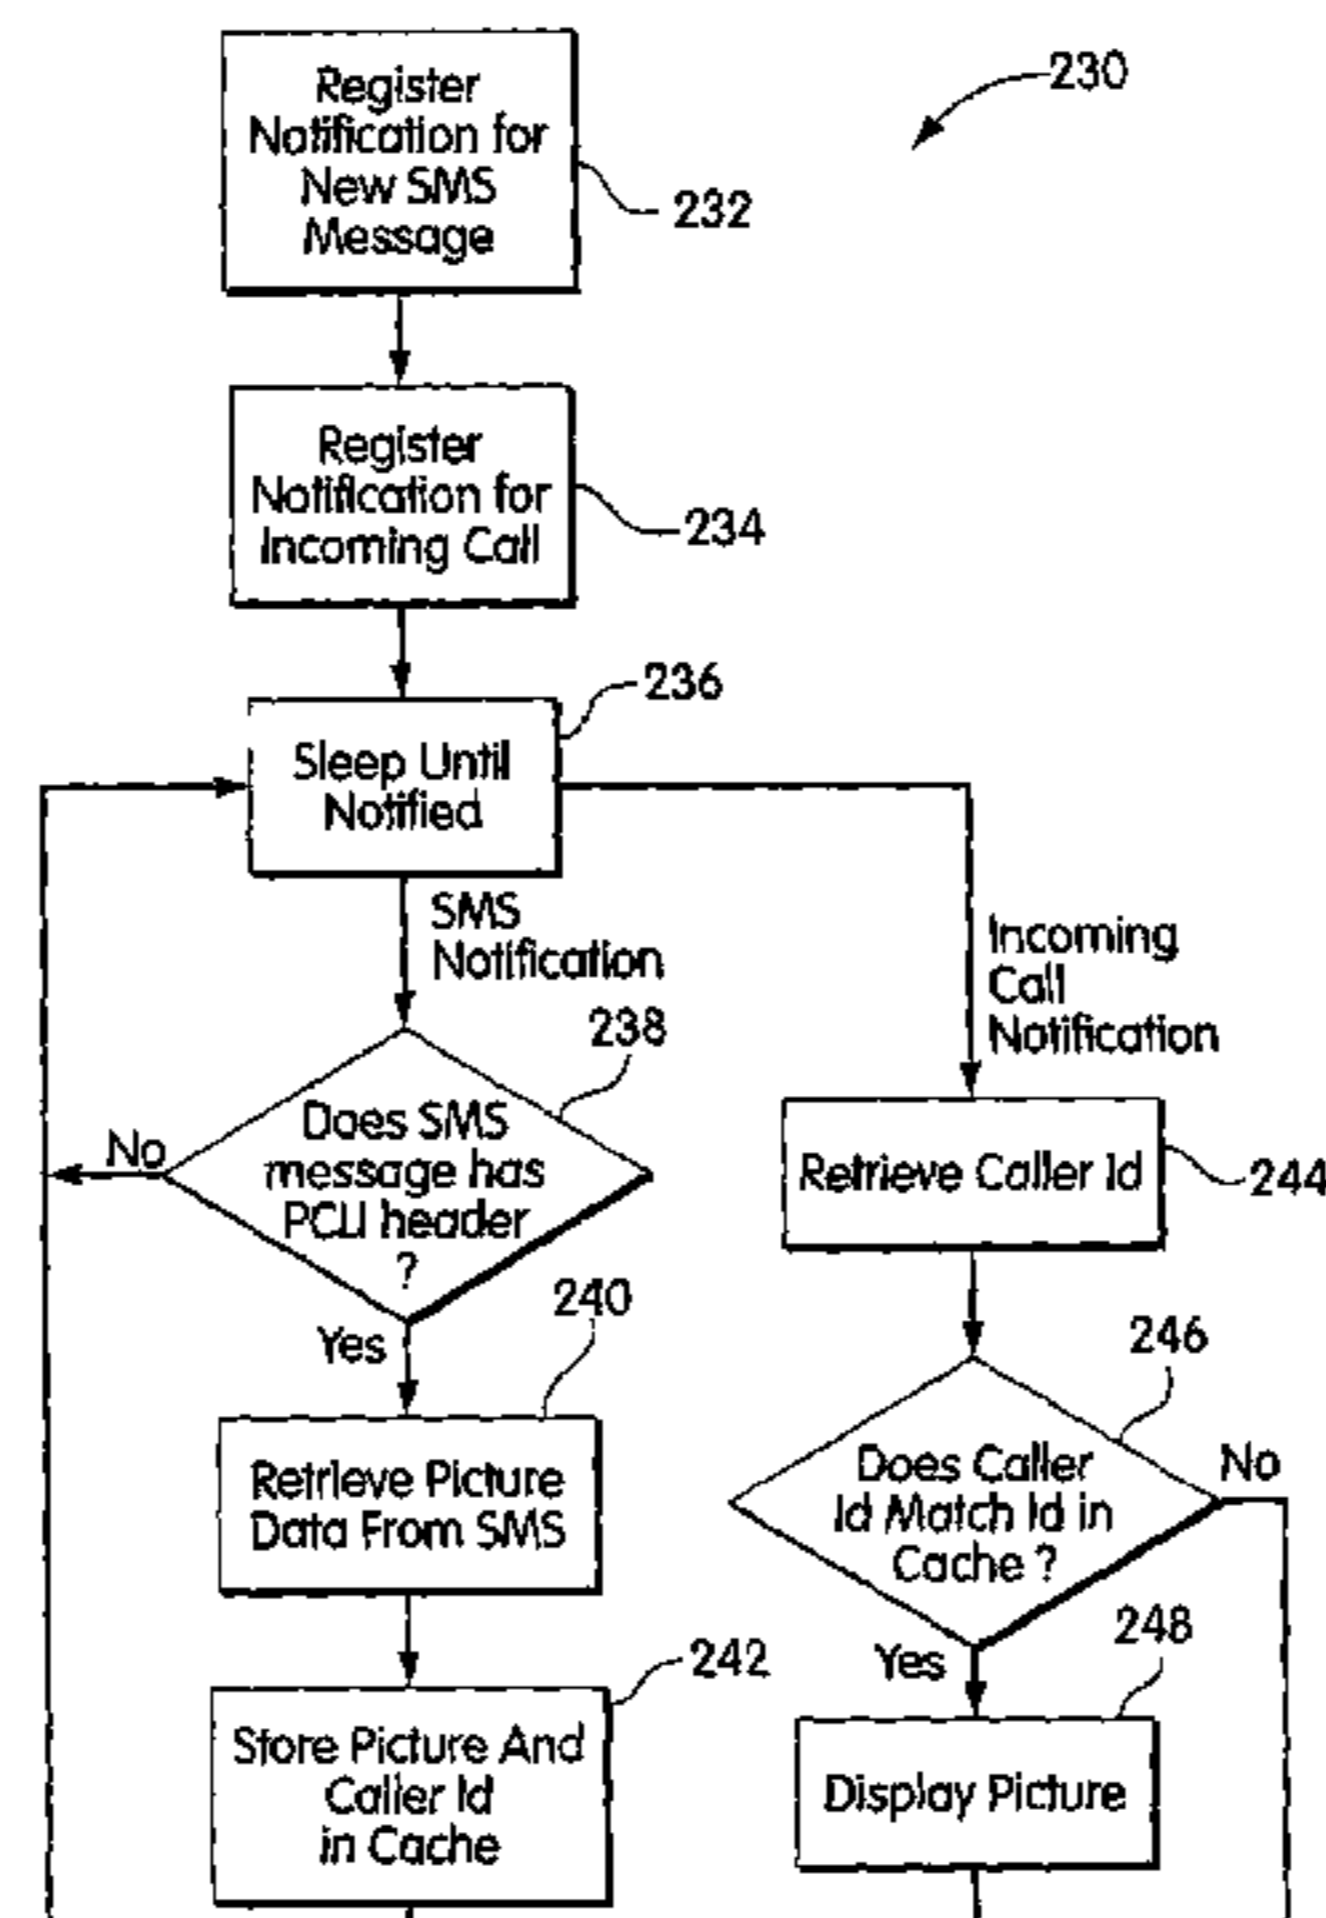 Register
Notification for
New SMS
Message
230
232
Register
Notification for
Incoming Call
234
236
Sleep Until
Notified
SMS
Notification
Incoming
Call
Notification
238
Does SMS
message has
PCLI header
?
No
Yes
Retrieve Caller Id
244
240
Retrieve Picture
Data From SMS
246
Does Caller
Id Match Id in
Cache ?
No
Yes
242
Store Picture And
Caller Id
in Cache
248
Display Picture